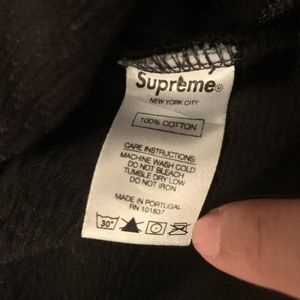 Supreme®
NEW YORK CITY
100% COTTON
CARE INSTRUCTIONS:
MACHINE WASH COLD
DO NOT BLEACH
TUMBLE DRY LOW
DO NOT IRON
MADE IN PORTUGAL
RN 101837
30°